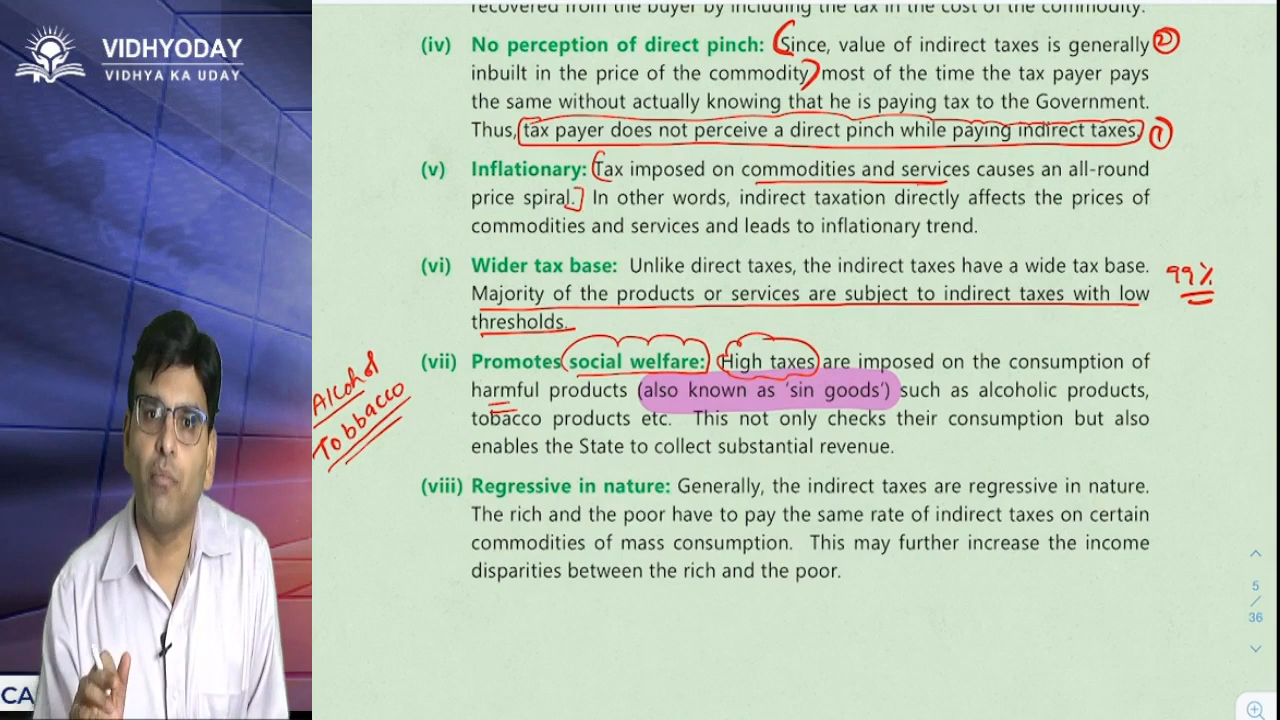 VIDHYODAY
VIDHYA KA UDAY
recovered from the buyer by including the tax in the cost of the commodity.
(iv) No perception of direct pinch: Since, value of indirect taxes is generally ②
inbuilt in the price of the commodity, most of the time the tax payer pays
the same without actually knowing that he is paying tax to the Government.
Thus, tax payer does not perceive a direct pinch while paying indirect taxes. ①
(v) Inflationary: Tax imposed on commodities and services causes an all-round
price spiral. In other words, indirect taxation directly affects the prices of
commodities and services and leads to inflationary trend.
(vi) Wider tax base: Unlike direct taxes, the indirect taxes have a wide tax base.
99%
Majority of the products or services are subject to indirect taxes with low
thresholds.
(vii) Promotes social welfare: High taxes are imposed on the consumption of
harmful products (also known as 'sin goods') such as alcoholic products,
tobacco products etc. This not only checks their consumption but also
enables the State to collect substantial revenue.
Alcohol
Tobbacco
(viii) Regressive in nature: Generally, the indirect taxes are regressive in nature.
The rich and the poor have to pay the same rate of indirect taxes on certain
commodities of mass consumption. This may further increase the income
disparities between the rich and the poor.
5
/
36
CA